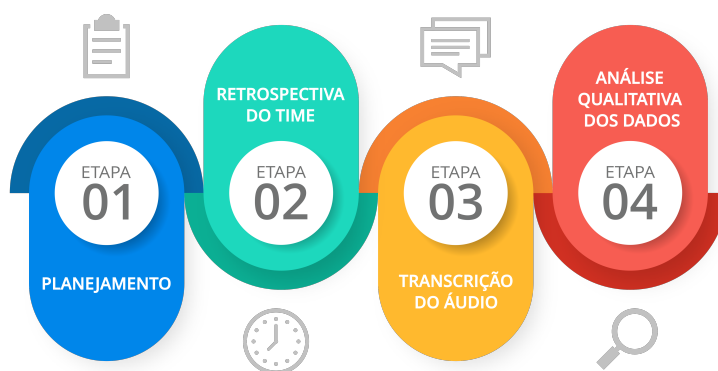 ETAPA
01
PLANEJAMENTO
RETROSPECTIVA
DO TIME
ETAPA
02
ETAPA
03
TRANSCRIÇÃO
DO ÁUDIO
ANÁLISE
QUALITATIVA
DOS DADOS
ETAPA
04